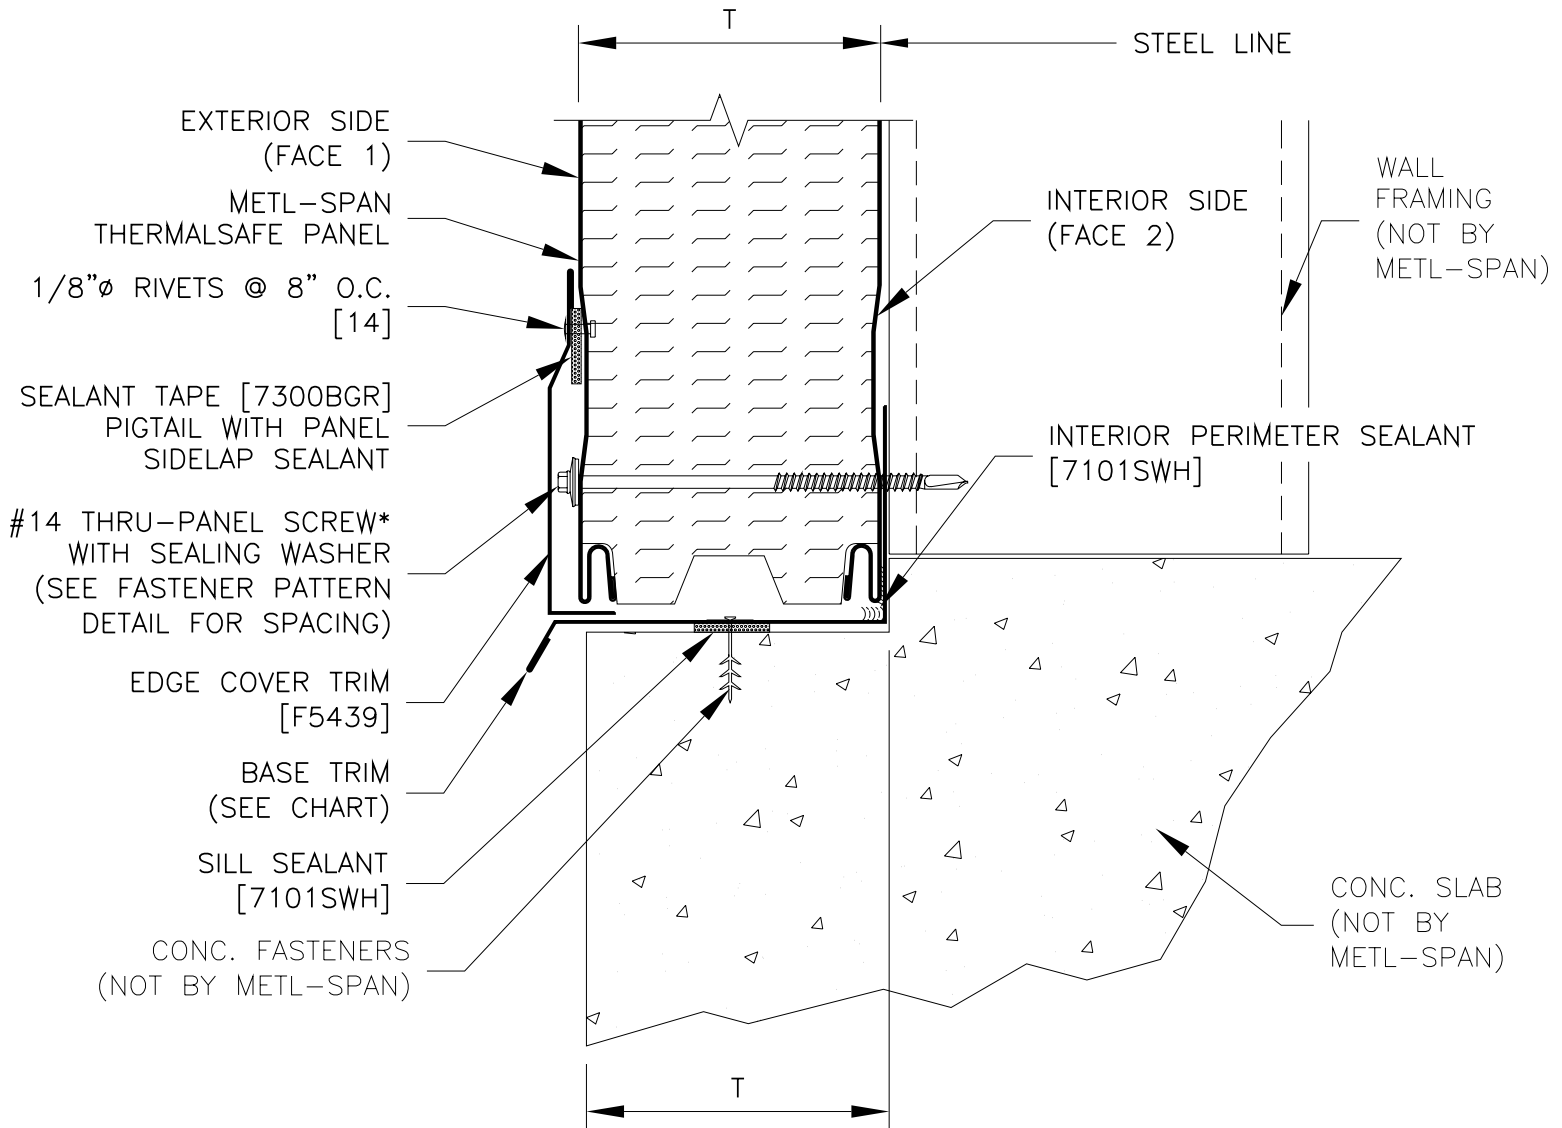 T
STEEL LINE
EXTERIOR SIDE
(FACE 1)
METL-SPAN
THERMALSAFE PANEL
1/8"ø RIVETS @ 8" O.C.
[14]
SEALANT TAPE [7300BGR]
PIGTAIL WITH PANEL
SIDELAP SEALANT
#14 THRU-PANEL SCREW*
WITH SEALING WASHER
(SEE FASTENER PATTERN
DETAIL FOR SPACING)
EDGE COVER TRIM
[F5439]
BASE TRIM
(SEE CHART)
SILL SEALANT
[7101SWH]
CONC. FASTENERS
(NOT BY METL-SPAN)
INTERIOR SIDE
(FACE 2)
WALL
FRAMING
(NOT BY
METL-SPAN)
INTERIOR PERIMETER SEALANT
[7101SWH]
CONC. SLAB
(NOT BY
METL-SPAN)
T